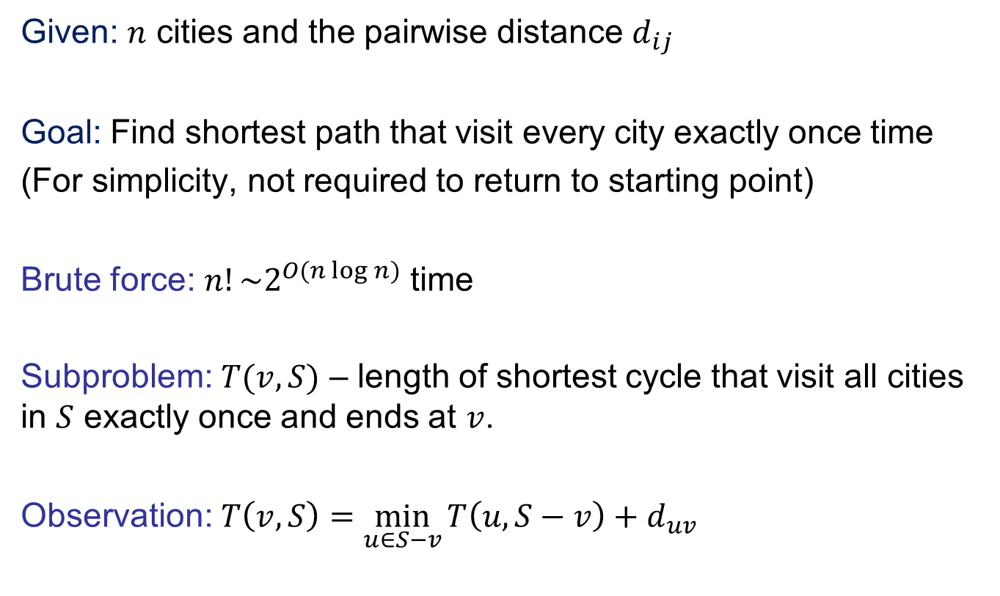 Given: n cities and the pairwise distance d_{ij}
Goal: Find shortest path that visit every city exactly once time
(For simplicity, not required to return to starting point)
Brute force: n! ~2^{O(n log n)} time
Subproblem: T(v, S) – length of shortest cycle that visit all cities
in S exactly once and ends at v.
Observation: T(v, S) = min_{u∈S−v} T(u, S − v) + d_{uv}